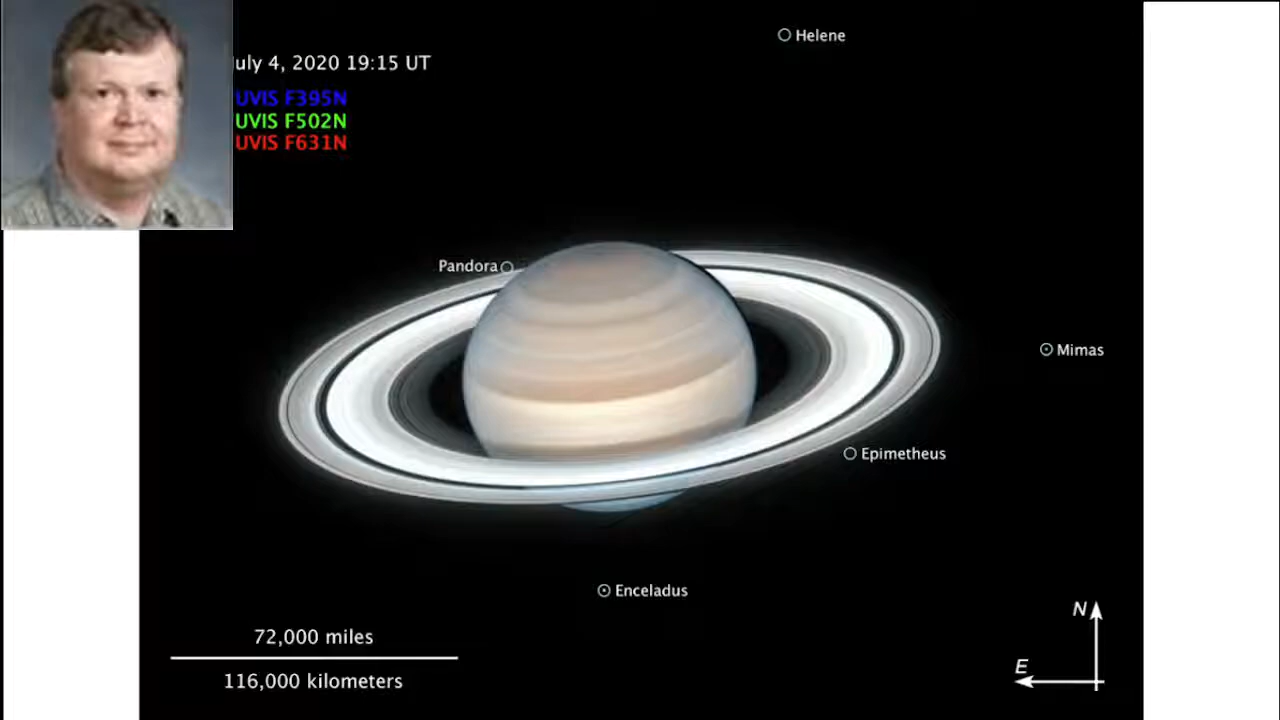 Helene
uly 4, 2020 19:15 UT
UVIS F395N
UVIS F502N
UVIS F631N
Pandora
Mimas
Epimetheus
Enceladus
72,000 miles
116,000 kilometers
N
E